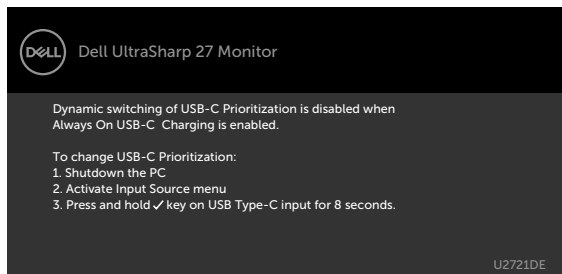 DELL
Dell UltraSharp 27 Monitor
Dynamic switching of USB-C Prioritization is disabled when
Always On USB-C Charging is enabled.
To change USB-C Prioritization:
1. Shutdown the PC
2. Activate Input Source menu
3. Press and hold ✓ key on USB Type-C input for 8 seconds.
U2721DE